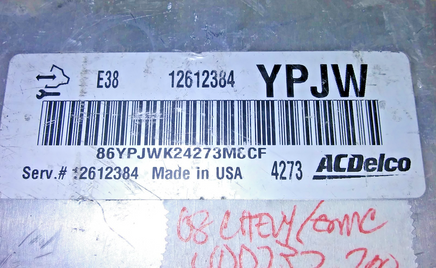 E38 12612384 YPJW
86YPJWK24273M8CF
Serv.# 12612384 Made in USA 4273 ACDelco
08 CHEVY/GMC